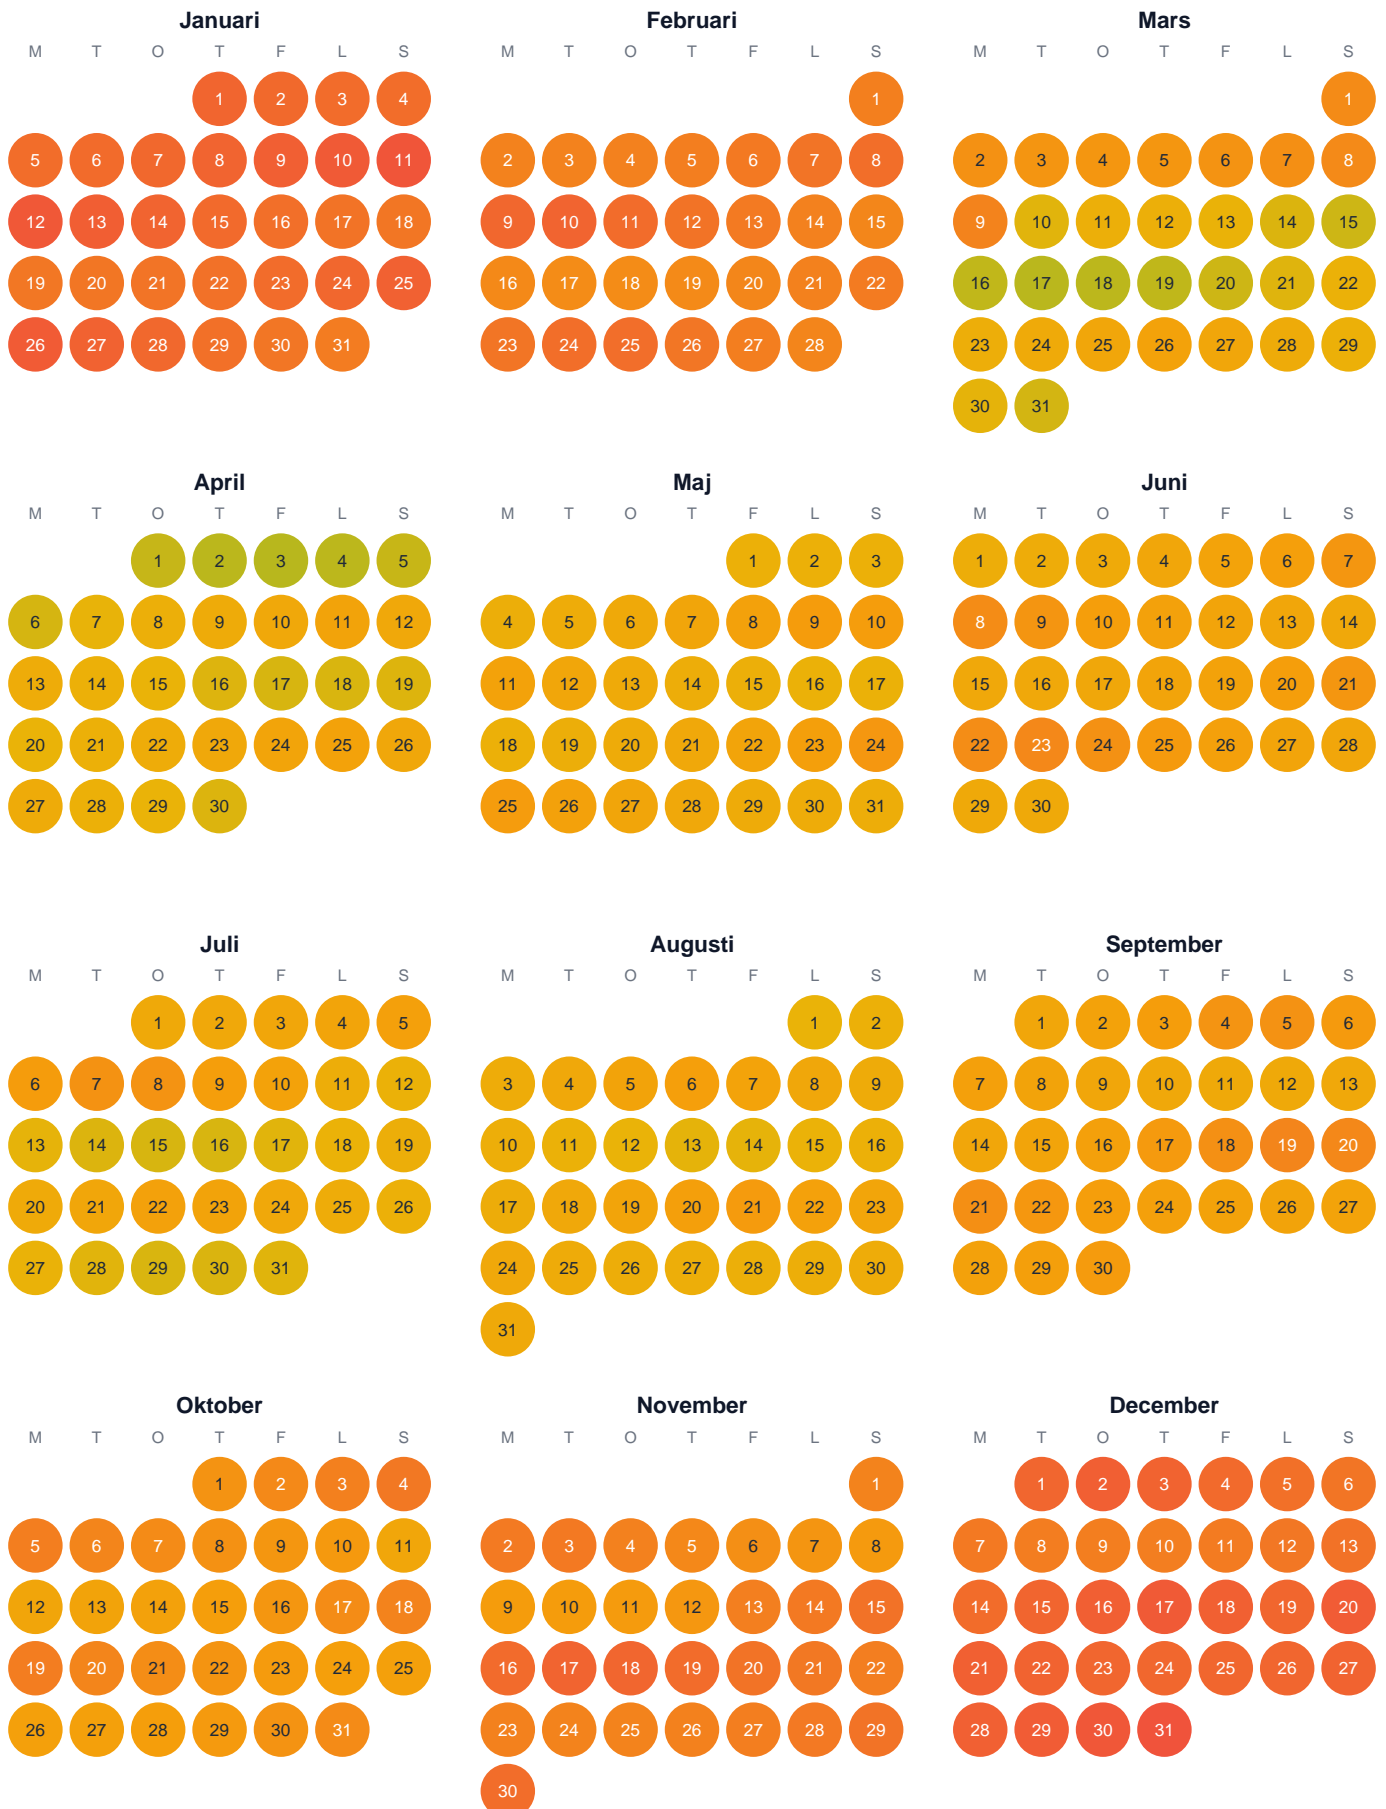 Januari
M T O T F L S
1 2 3 4
5 6 7 8 9 10 11
12 13 14 15 16 17 18
19 20 21 22 23 24 25
26 27 28 29 30 31
Februari
M T O T F L S
1
2 3 4 5 6 7 8
9 10 11 12 13 14 15
16 17 18 19 20 21 22
23 24 25 26 27 28
Mars
M T O T F L S
1
2 3 4 5 6 7 8
9 10 11 12 13 14 15
16 17 18 19 20 21 22
23 24 25 26 27 28 29
30 31
April
M T O T F L S
1 2 3 4 5
6 7 8 9 10 11 12
13 14 15 16 17 18 19
20 21 22 23 24 25 26
27 28 29 30
Maj
M T O T F L S
1 2 3
4 5 6 7 8 9 10
11 12 13 14 15 16 17
18 19 20 21 22 23 24
25 26 27 28 29 30 31
Juni
M T O T F L S
1 2 3 4 5 6 7
8 9 10 11 12 13 14
15 16 17 18 19 20 21
22 23 24 25 26 27 28
29 30
Juli
M T O T F L S
1 2 3 4 5
6 7 8 9 10 11 12
13 14 15 16 17 18 19
20 21 22 23 24 25 26
27 28 29 30 31
Augusti
M T O T F L S
1 2
3 4 5 6 7 8 9
10 11 12 13 14 15 16
17 18 19 20 21 22 23
24 25 26 27 28 29 30
31
September
M T O T F L S
1 2 3 4 5 6
7 8 9 10 11 12 13
14 15 16 17 18 19 20
21 22 23 24 25 26 27
28 29 30
Oktober
M T O T F L S
1 2 3 4
5 6 7 8 9 10 11
12 13 14 15 16 17 18
19 20 21 22 23 24 25
26 27 28 29 30 31
November
M T O T F L S
1
2 3 4 5 6 7 8
9 10 11 12 13 14 15
16 17 18 19 20 21 22
23 24 25 26 27 28 29
30
December
M T O T F L S
1 2 3 4 5 6
7 8 9 10 11 12 13
14 15 16 17 18 19 20
21 22 23 24 25 26 27
28 29 30 31